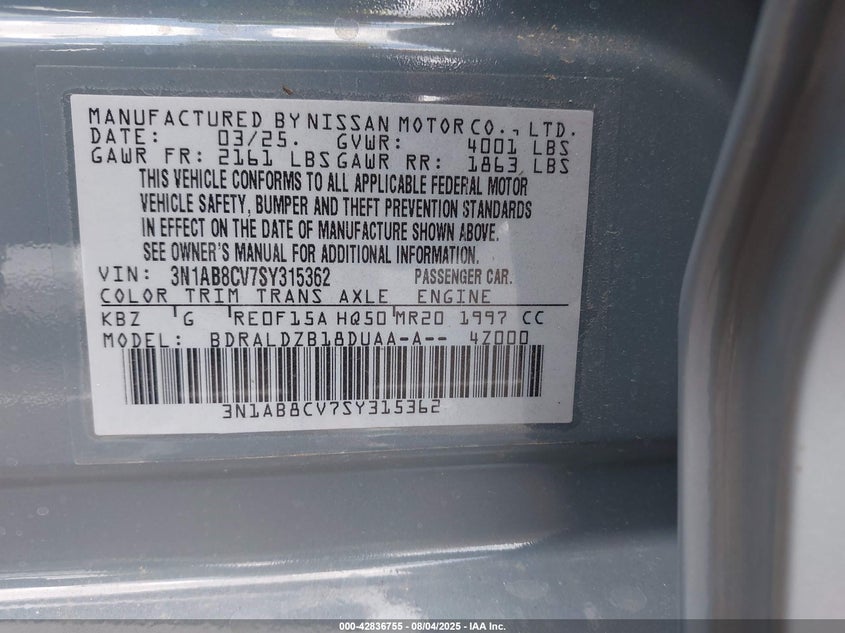 MANUFACTURED BY NISSAN MOTOR CO., LTD.
DATE: 03/25. GVWR: 4001 LBS
GAWR FR: 2161 LBS GAWR RR: 1863 LBS
THIS VEHICLE CONFORMS TO ALL APPLICABLE FEDERAL MOTOR
VEHICLE SAFETY, BUMPER AND THEFT PREVENTION STANDARDS
IN EFFECT ON THE DATE OF MANUFACTURE SHOWN ABOVE.
SEE OWNER'S MANUAL FOR ADDITIONAL INFORMATION.
VIN: 3N1AB8CV7SY315362 PASSENGER CAR.
COLOR TRIM TRANS AXLE ENGINE
KBZ G RE0F15A HQ50 MR20 1997 CC
MODEL: BDRALDZB18DUAA-A-- 4Z000
3N1AB8CV7SY315362
000-42836755 - 08/04/2025 - IAA Inc.